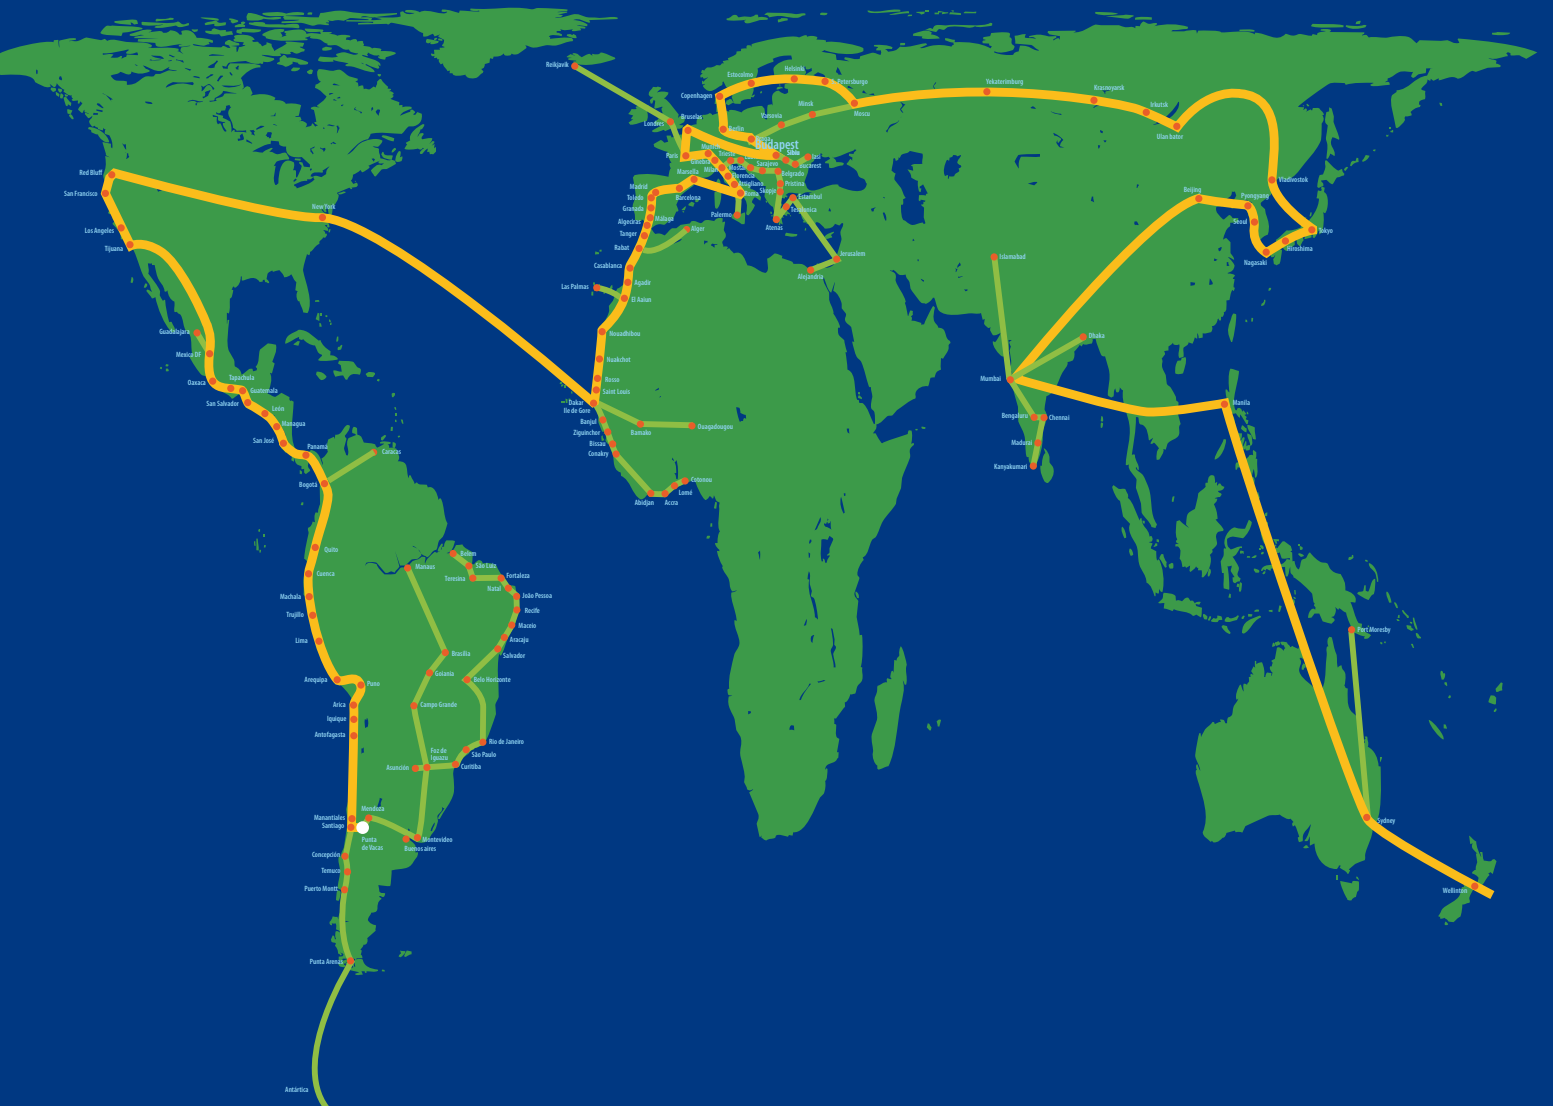 Reikjavik
Londres
Bruselas
Paris
Copenhagen
Estocolmo
Helsinki
S. Petersburgo
Moscu
Minsk
Varsovia
Berlin
Budapest
Yekaterimburg
Krasnoyarsk
Irkutsk
Ulan bater
Vladivostok
Beijing
Pyongyang
Seoul
Tokyo
Hiroshima
Nagasaki
Sibiu
Iasi
Bucarest
Sarajevo
Belgrado
Pristina
Skopje
Estambul
Tesalonica
Atenas
Milan
Florencia
Attigliano
Roma
Palermo
Marsella
Barcelona
Madrid
Toledo
Granada
Málaga
Algeciras
Tanger
Rabat
Alger
Casablanca
Agadir
Las Palmas
El Aaiun
Jerusalem
Alejandria
Red Bluff
San Francisco
Los Angeles
Tijuana
New York
Guadalajara
Mexico DF
Oaxaca
Tapachula
Guatemala
San Salvador
León
Managua
San José
Panamá
Caracas
Bogotá
Nouadhibou
Nuakchot
Rosso
Saint Louis
Dakar
Ile de Gore
Banjul
Ziguinchor
Bissau
Conakry
Bamako
Ouagadougou
Abidjan
Accra
Lomé
Cotonou
Islamabad
Dhaka
Mumbai
Bengaluru
Chennai
Madurai
Kanyakumari
Manila
Quito
Cuenca
Machala
Trujillo
Lima
Arequipa
Puno
Arica
Iquique
Antofagasta
Manaus
Belem
São Luiz
Teresina
Fortaleza
Natal
João Pessoa
Recife
Maceio
Aracaju
Salvador
Brasilia
Goiania
Belo Horizonte
Campo Grande
Rio de Janeiro
São Paulo
Foz de
Iguazu
Asunción
Curitiba
Mendoza
Manantiales
Santiago
Punta
de Vacas
Montevideo
Buenos aires
Concepción
Temuco
Puerto Montt
Punta Arenas
Antártica
Port Moresby
Sydney
Wellinton